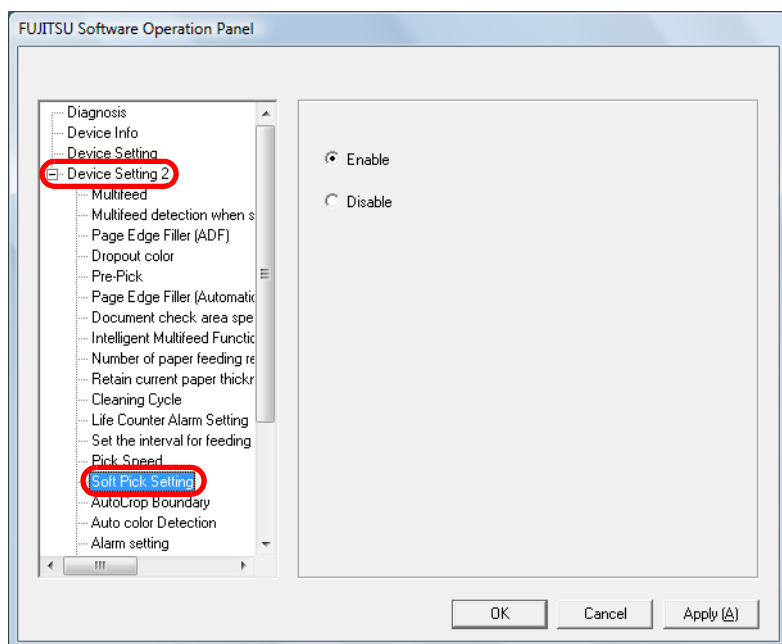 FUJITSU Software Operation Panel
Diagnosis
Device Info
Device Setting
Device Setting 2
Multifeed
Multifeed detection when s
Page Edge Filler (ADF)
Dropout color
Pre-Pick
Page Edge Filler (Automatic
Document check area spe
Intelligent Multifeed Functic
Number of paper feeding re
Retain current paper thickr
Cleaning Cycle
Life Counter Alarm Setting
Set the interval for feeding
Pick Speed
Soft Pick Setting
AutoCrop Boundary
Auto color Detection
Alarm setting
Enable
Disable
OK Cancel Apply (A)